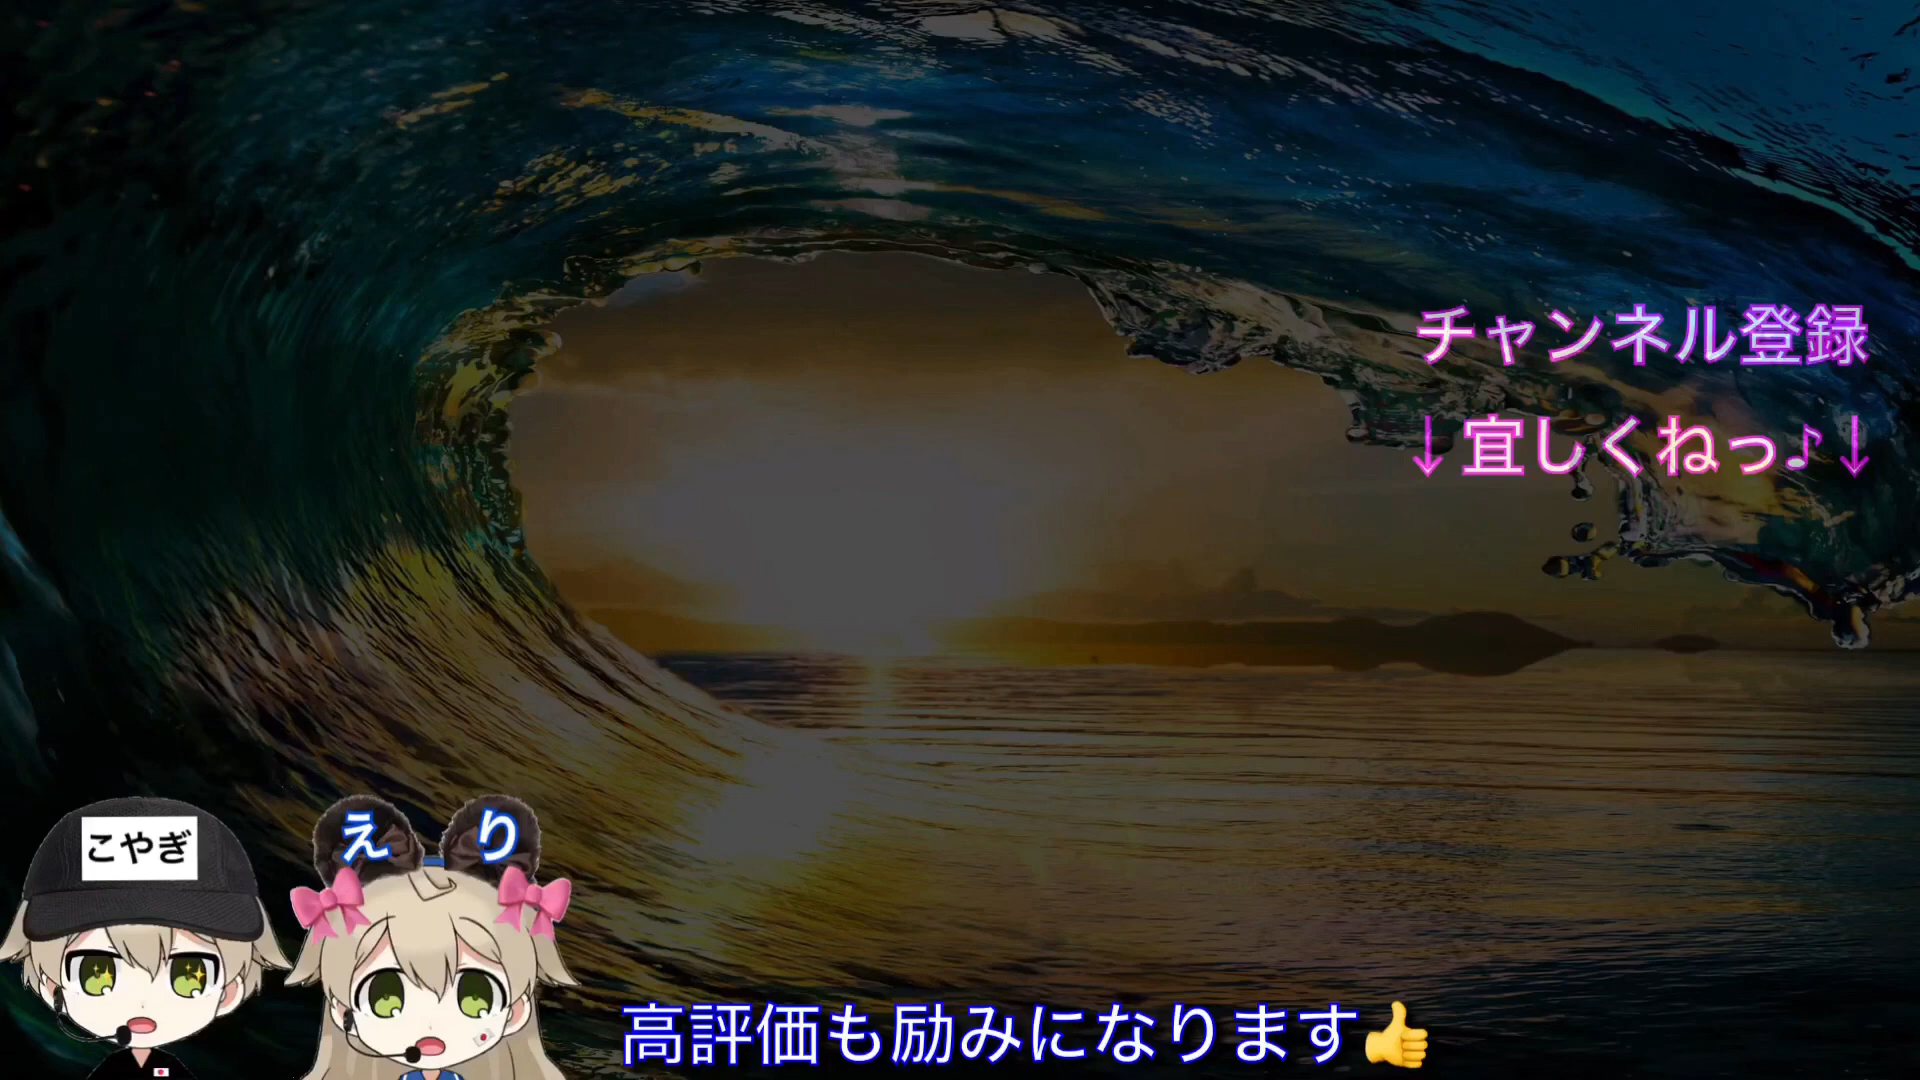 チャンネル登録
↓宜しくねっ♪↓
こやぎ
えり
高評価も励みになります👍